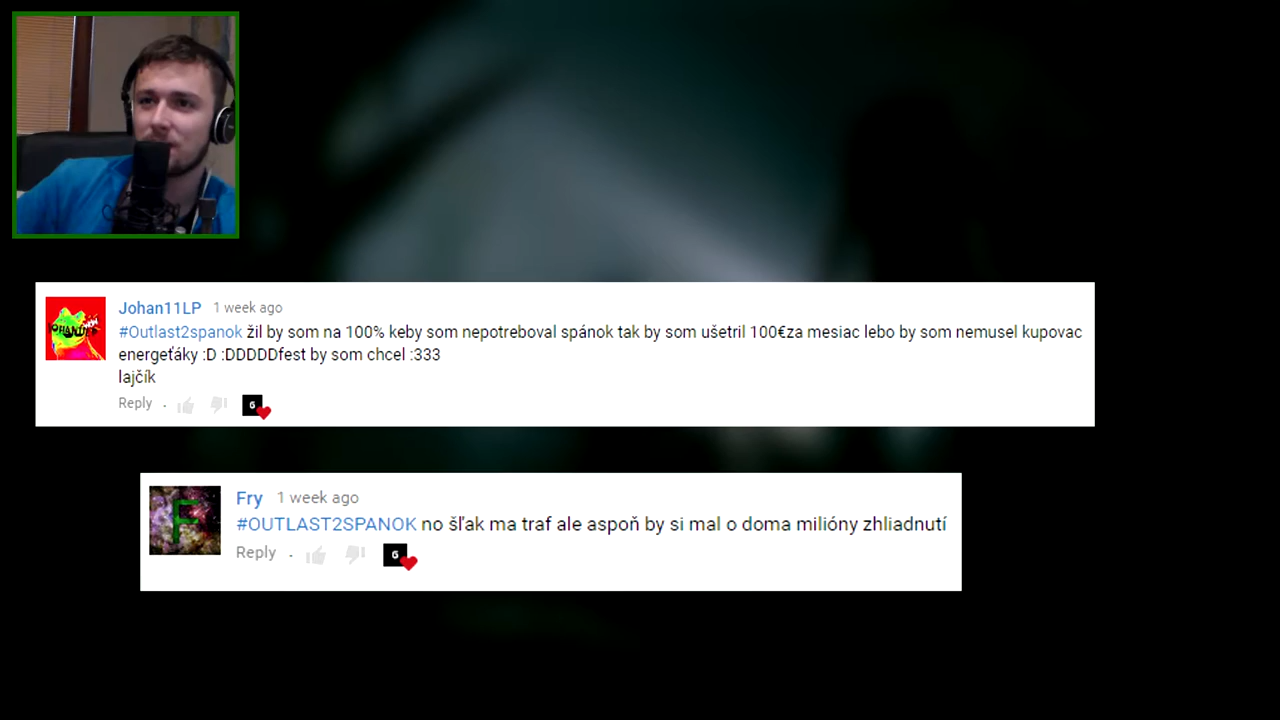 Johan11LP 1 week ago
#Outlast2spanok žil by som na 100% keby som nepotreboval spánok tak by som ušetril 100€za mesiac lebo by som nemusel kupovac
energeťáky :D :DDDDDfest by som chcel :333
lajčík
Reply
Fry 1 week ago
#OUTLAST2SPANOK no šľak ma traf ale aspoň by si mal o doma milióny zhliadnutí
Reply